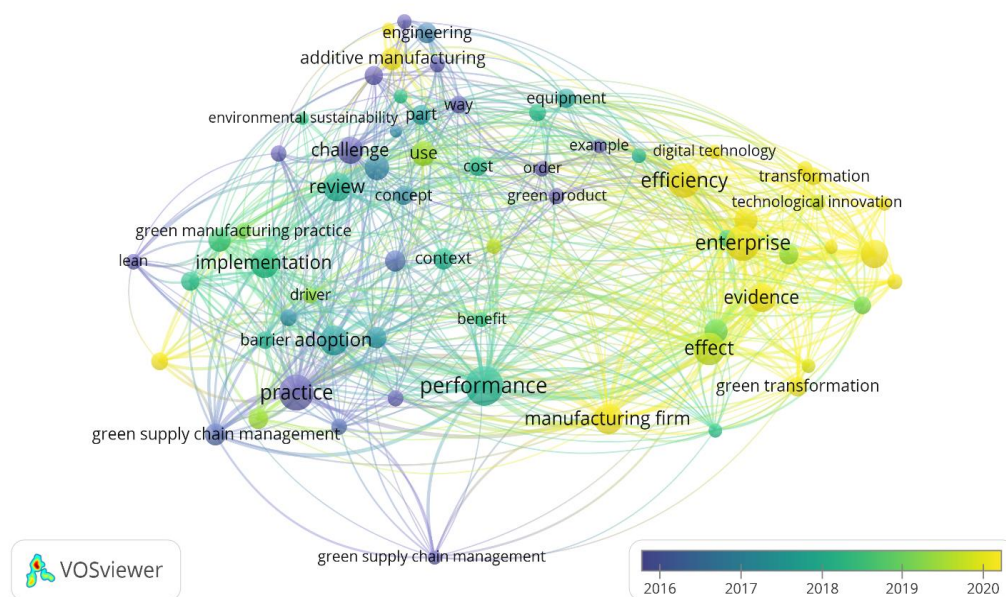 engineering
additive manufacturing
environmental sustainability
part
way
equipment
challenge
use
cost
order
example
digital technology
review
concept
green product
efficiency
transformation
technological innovation
green manufacturing practice
enterprise
lean
implementation
context
driver
evidence
benefit
barrier
adoption
effect
practice
performance
green transformation
manufacturing firm
green supply chain management
green supply chain management
VOSviewer
2016
2017
2018
2019
2020